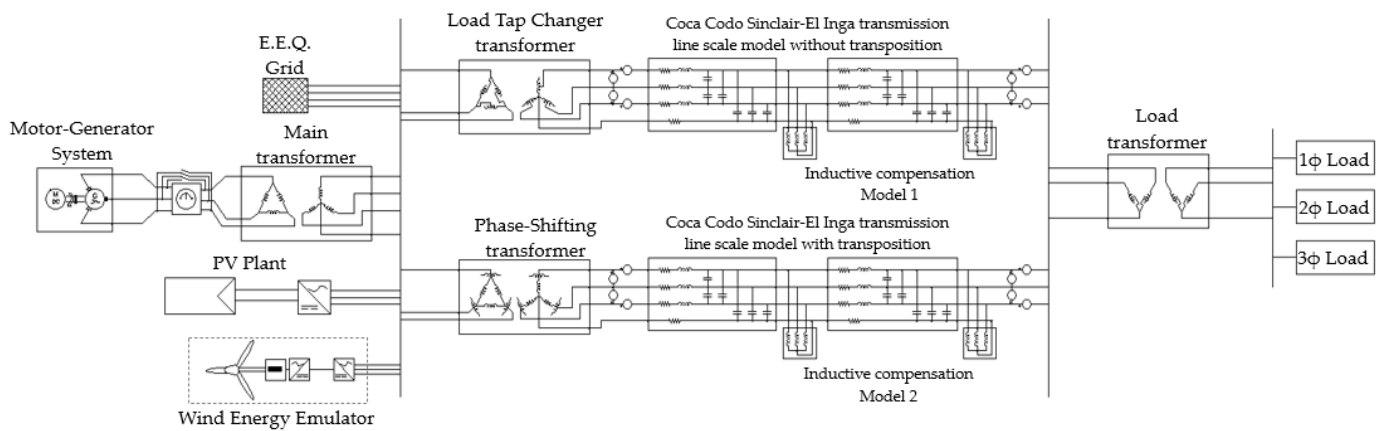 E.E.Q.
Grid
Motor-Generator
System
Main
transformer
PV Plant
Wind Energy Emulator
Load Tap Changer
transformer
Coca Codo Sinclair-El Inga transmission
line scale model without transposition
Inductive compensation
Model 1
Phase-Shifting
transformer
Coca Codo Sinclair-El Inga transmission
line scale model with transposition
Inductive compensation
Model 2
Load
transformer
1ϕ Load
2ϕ Load
3ϕ Load